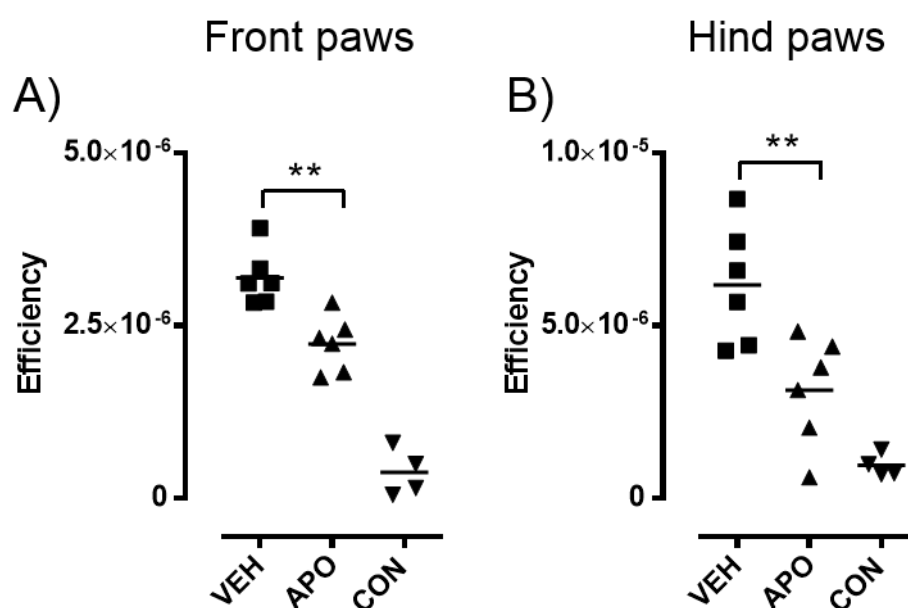 Front paws
A)
5.0×10⁻⁶
**
2.5×10⁻⁶
0
Efficiency
VEH
APO
CON
Hind paws
B)
1.0×10⁻⁵
**
5.0×10⁻⁶
0
Efficiency
VEH
APO
CON